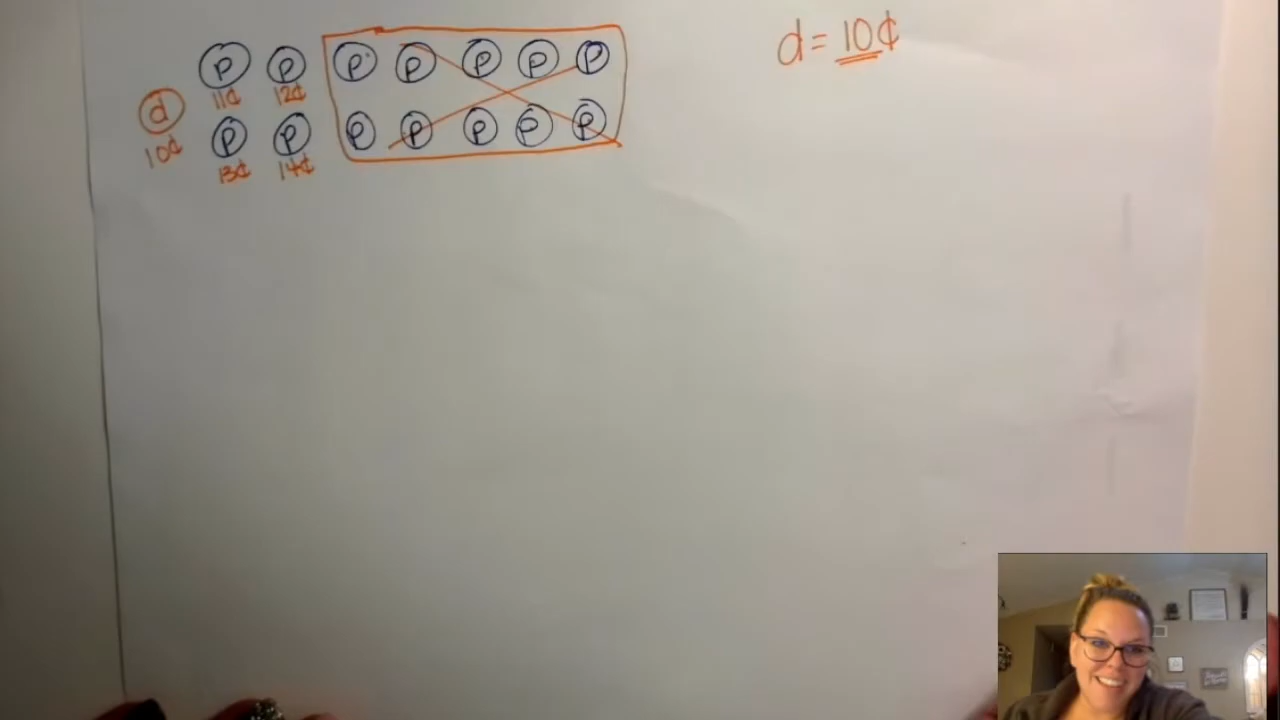 P P P P P P P d = 10¢
11¢ 12¢
d
10¢
P P P P P P P
13¢ 14¢